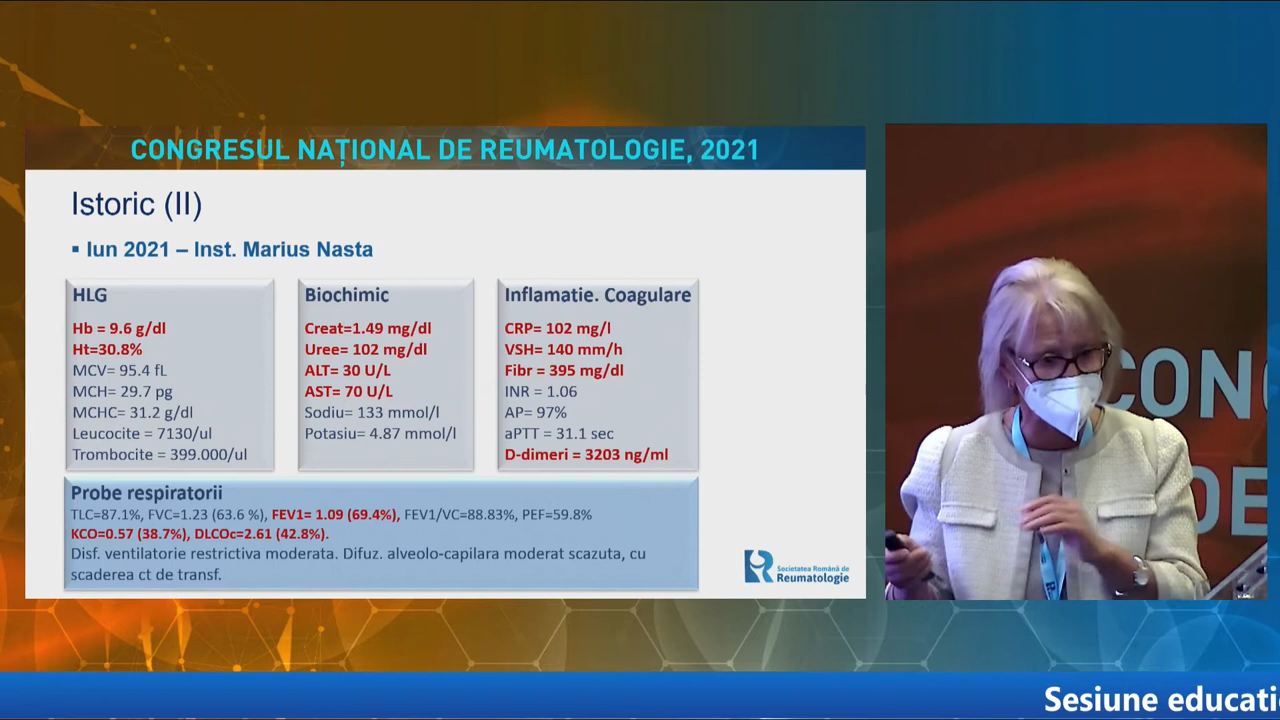 CONGRESUL NAȚIONAL DE REUMATOLOGIE, 2021
Istoric (II)
▪ Iun 2021 – Inst. Marius Nasta
HLG
Hb = 9.6 g/dl
Ht=30.8%
MCV= 95.4 fL
MCH= 29.7 pg
MCHC= 31.2 g/dl
Leucocite = 7130/ul
Trombocite = 399.000/ul
Biochimic
Creat=1.49 mg/dl
Uree= 102 mg/dl
ALT= 30 U/L
AST= 70 U/L
Sodiu= 133 mmol/l
Potasiu= 4.87 mmol/l
Inflamatie. Coagulare
CRP= 102 mg/l
VSH= 140 mm/h
Fibr = 395 mg/dl
INR = 1.06
AP= 97%
aPTT = 31.1 sec
D-dimeri = 3203 ng/ml
Probe respiratorii
TLC=87.1%, FVC=1.23 (63.6 %), FEV1= 1.09 (69.4%), FEV1/VC=88.83%, PEF=59.8%
KCO=0.57 (38.7%), DLCOc=2.61 (42.8%).
Disf. ventilatorie restrictiva moderata. Difuz. alveolo-capilara moderat scazuta, cu
scaderea ct de transf.
Societatea Română de
Reumatologie
CONG
DE
Sesiune educati